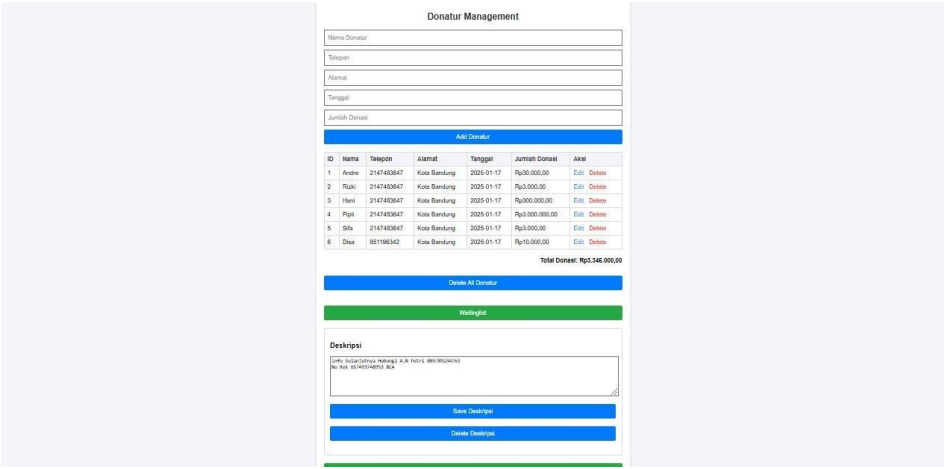 Donatur Management
Nama Donatur
Telepon
Alamat
Tanggal
Jumlah Donasi
Add Donatur
ID Nama Telepon Alamat Tanggal Jumlah Donasi Aksi
1 Andre 2147483647 Kota Bandung 2025-01-17 Rp30.000,00 Edit Delete
2 Rizki 2147483647 Kota Bandung 2025-01-17 Rp3.000,00 Edit Delete
3 Hani 2147483647 Kota Bandung 2025-01-17 Rp300.000,00 Edit Delete
4 Pipit 2147483647 Kota Bandung 2025-01-17 Rp3.000.000,00 Edit Delete
5 Sifa 2147483647 Kota Bandung 2025-01-17 Rp3.000,00 Edit Delete
6 Diss 851196342 Kota Bandung 2025-01-17 Rp10.000,00 Edit Delete
Total Donasi: Rp3.346.000,00
Delete All Donatur
Waitinglist
Deskripsi
Info Selanjutnya Hubungi A.N Putri
No Rek BCA
Save Deskripsi
Delete Deskripsi